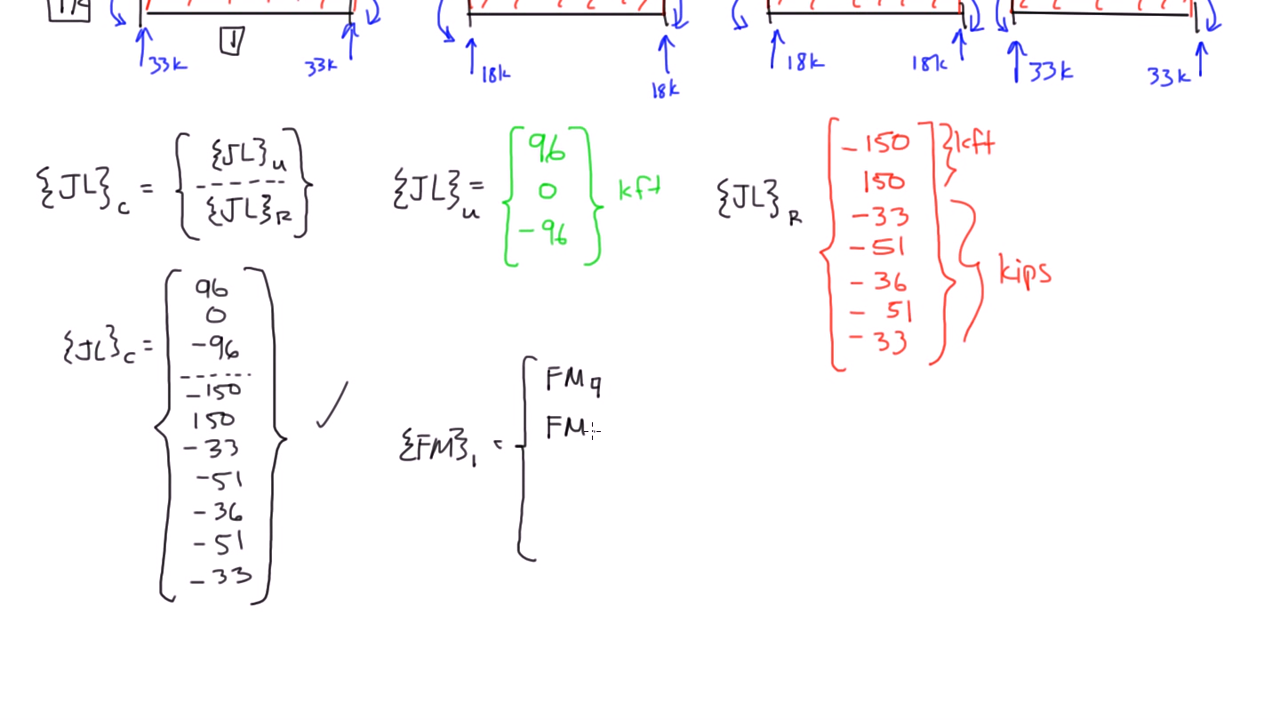 33k 33k 18k 18k 18k 18k 33k 33k
1
{JL}c = { {JL}u
------
{JL}R }
{JL}u = { 96
0
-96 } kft
{JL}R { -150
150
-33
-51
-36
-51
-33 }
} kft
} kips
{JL}c = { 96
0
-96
-------
-150
150
-33
-51
-36
-51
-33 } ✓
{FM}1 = { FMq
FM